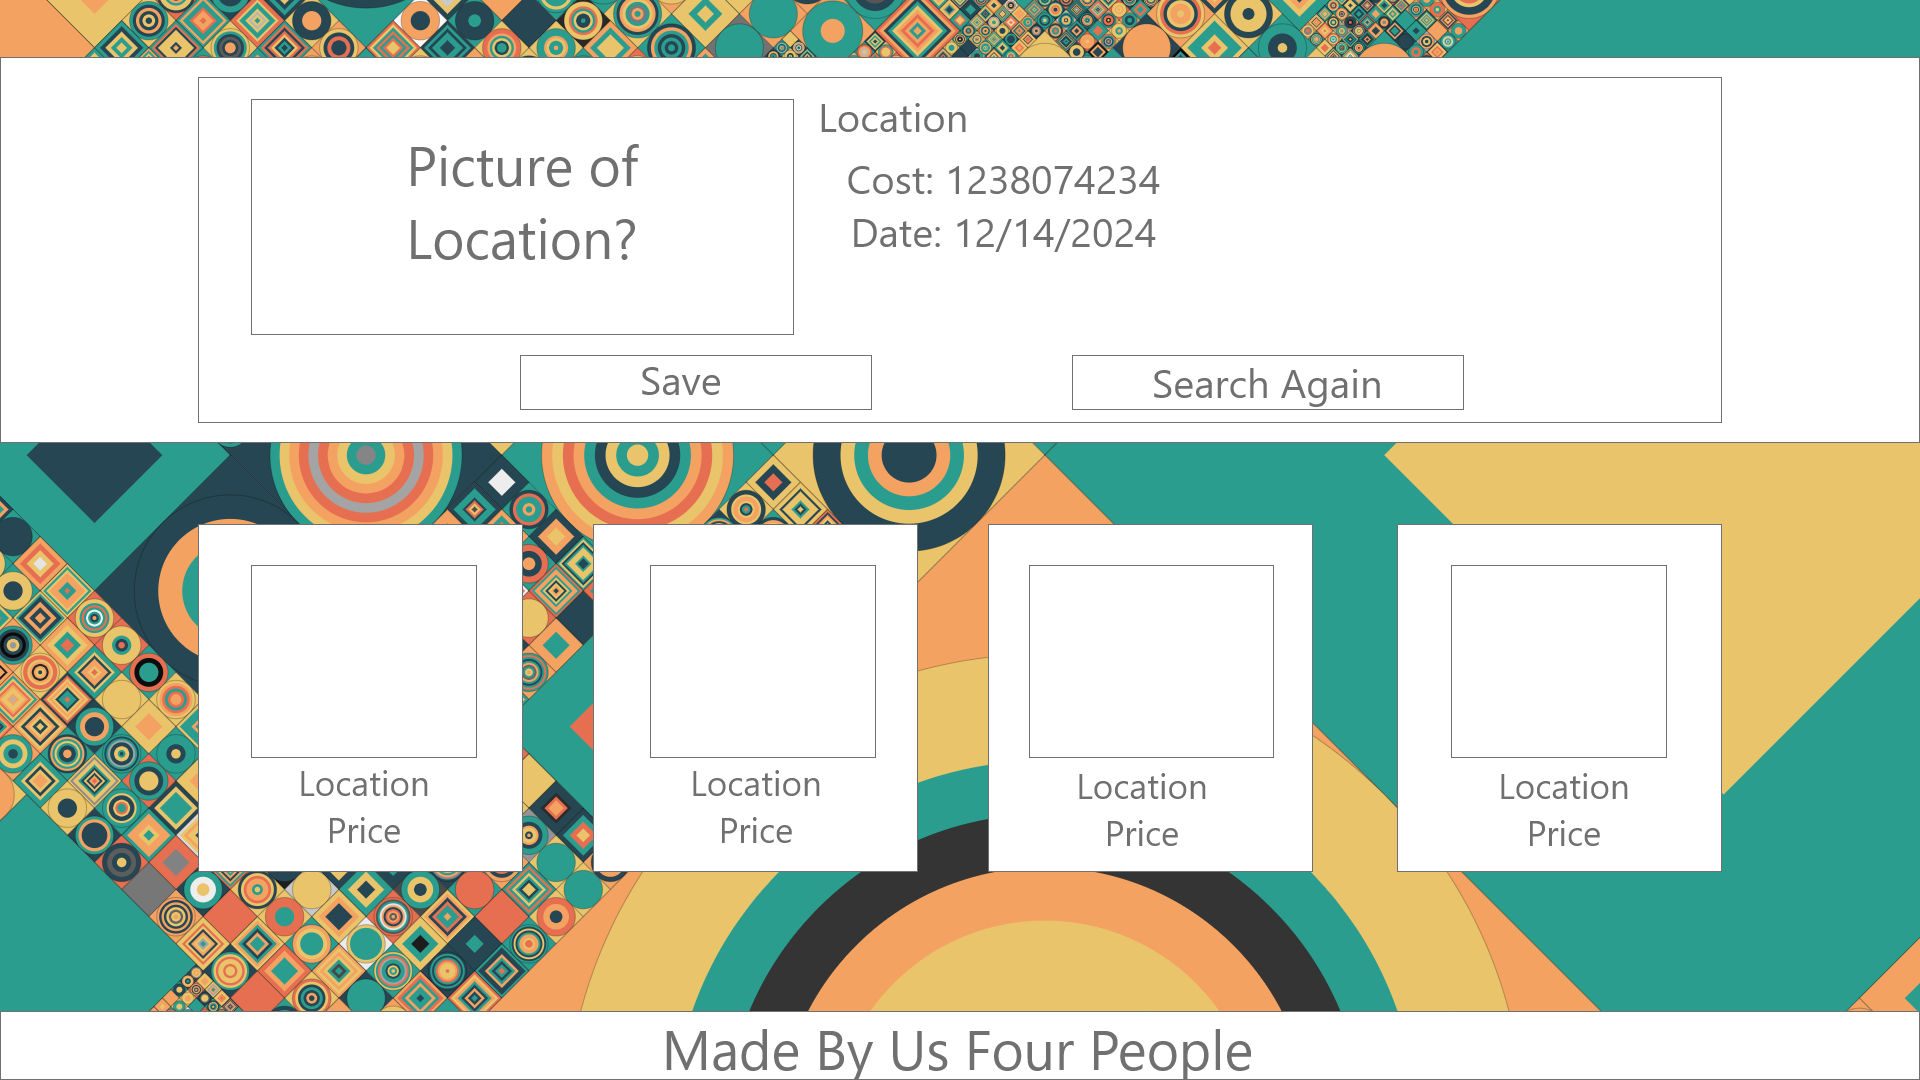 Picture of
Location?
Location
Cost: 1238074234
Date: 12/14/2024
Save
Search Again
Location
Price
Location
Price
Location
Price
Location
Price
Made By Us Four People